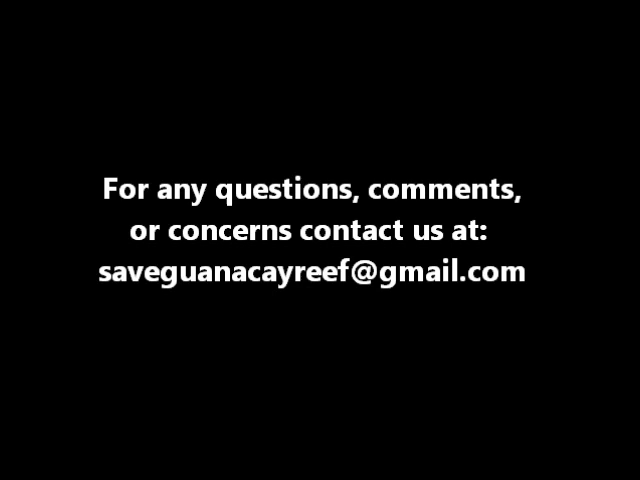 For any questions, comments,
or concerns contact us at:
saveguanacayreef@gmail.com